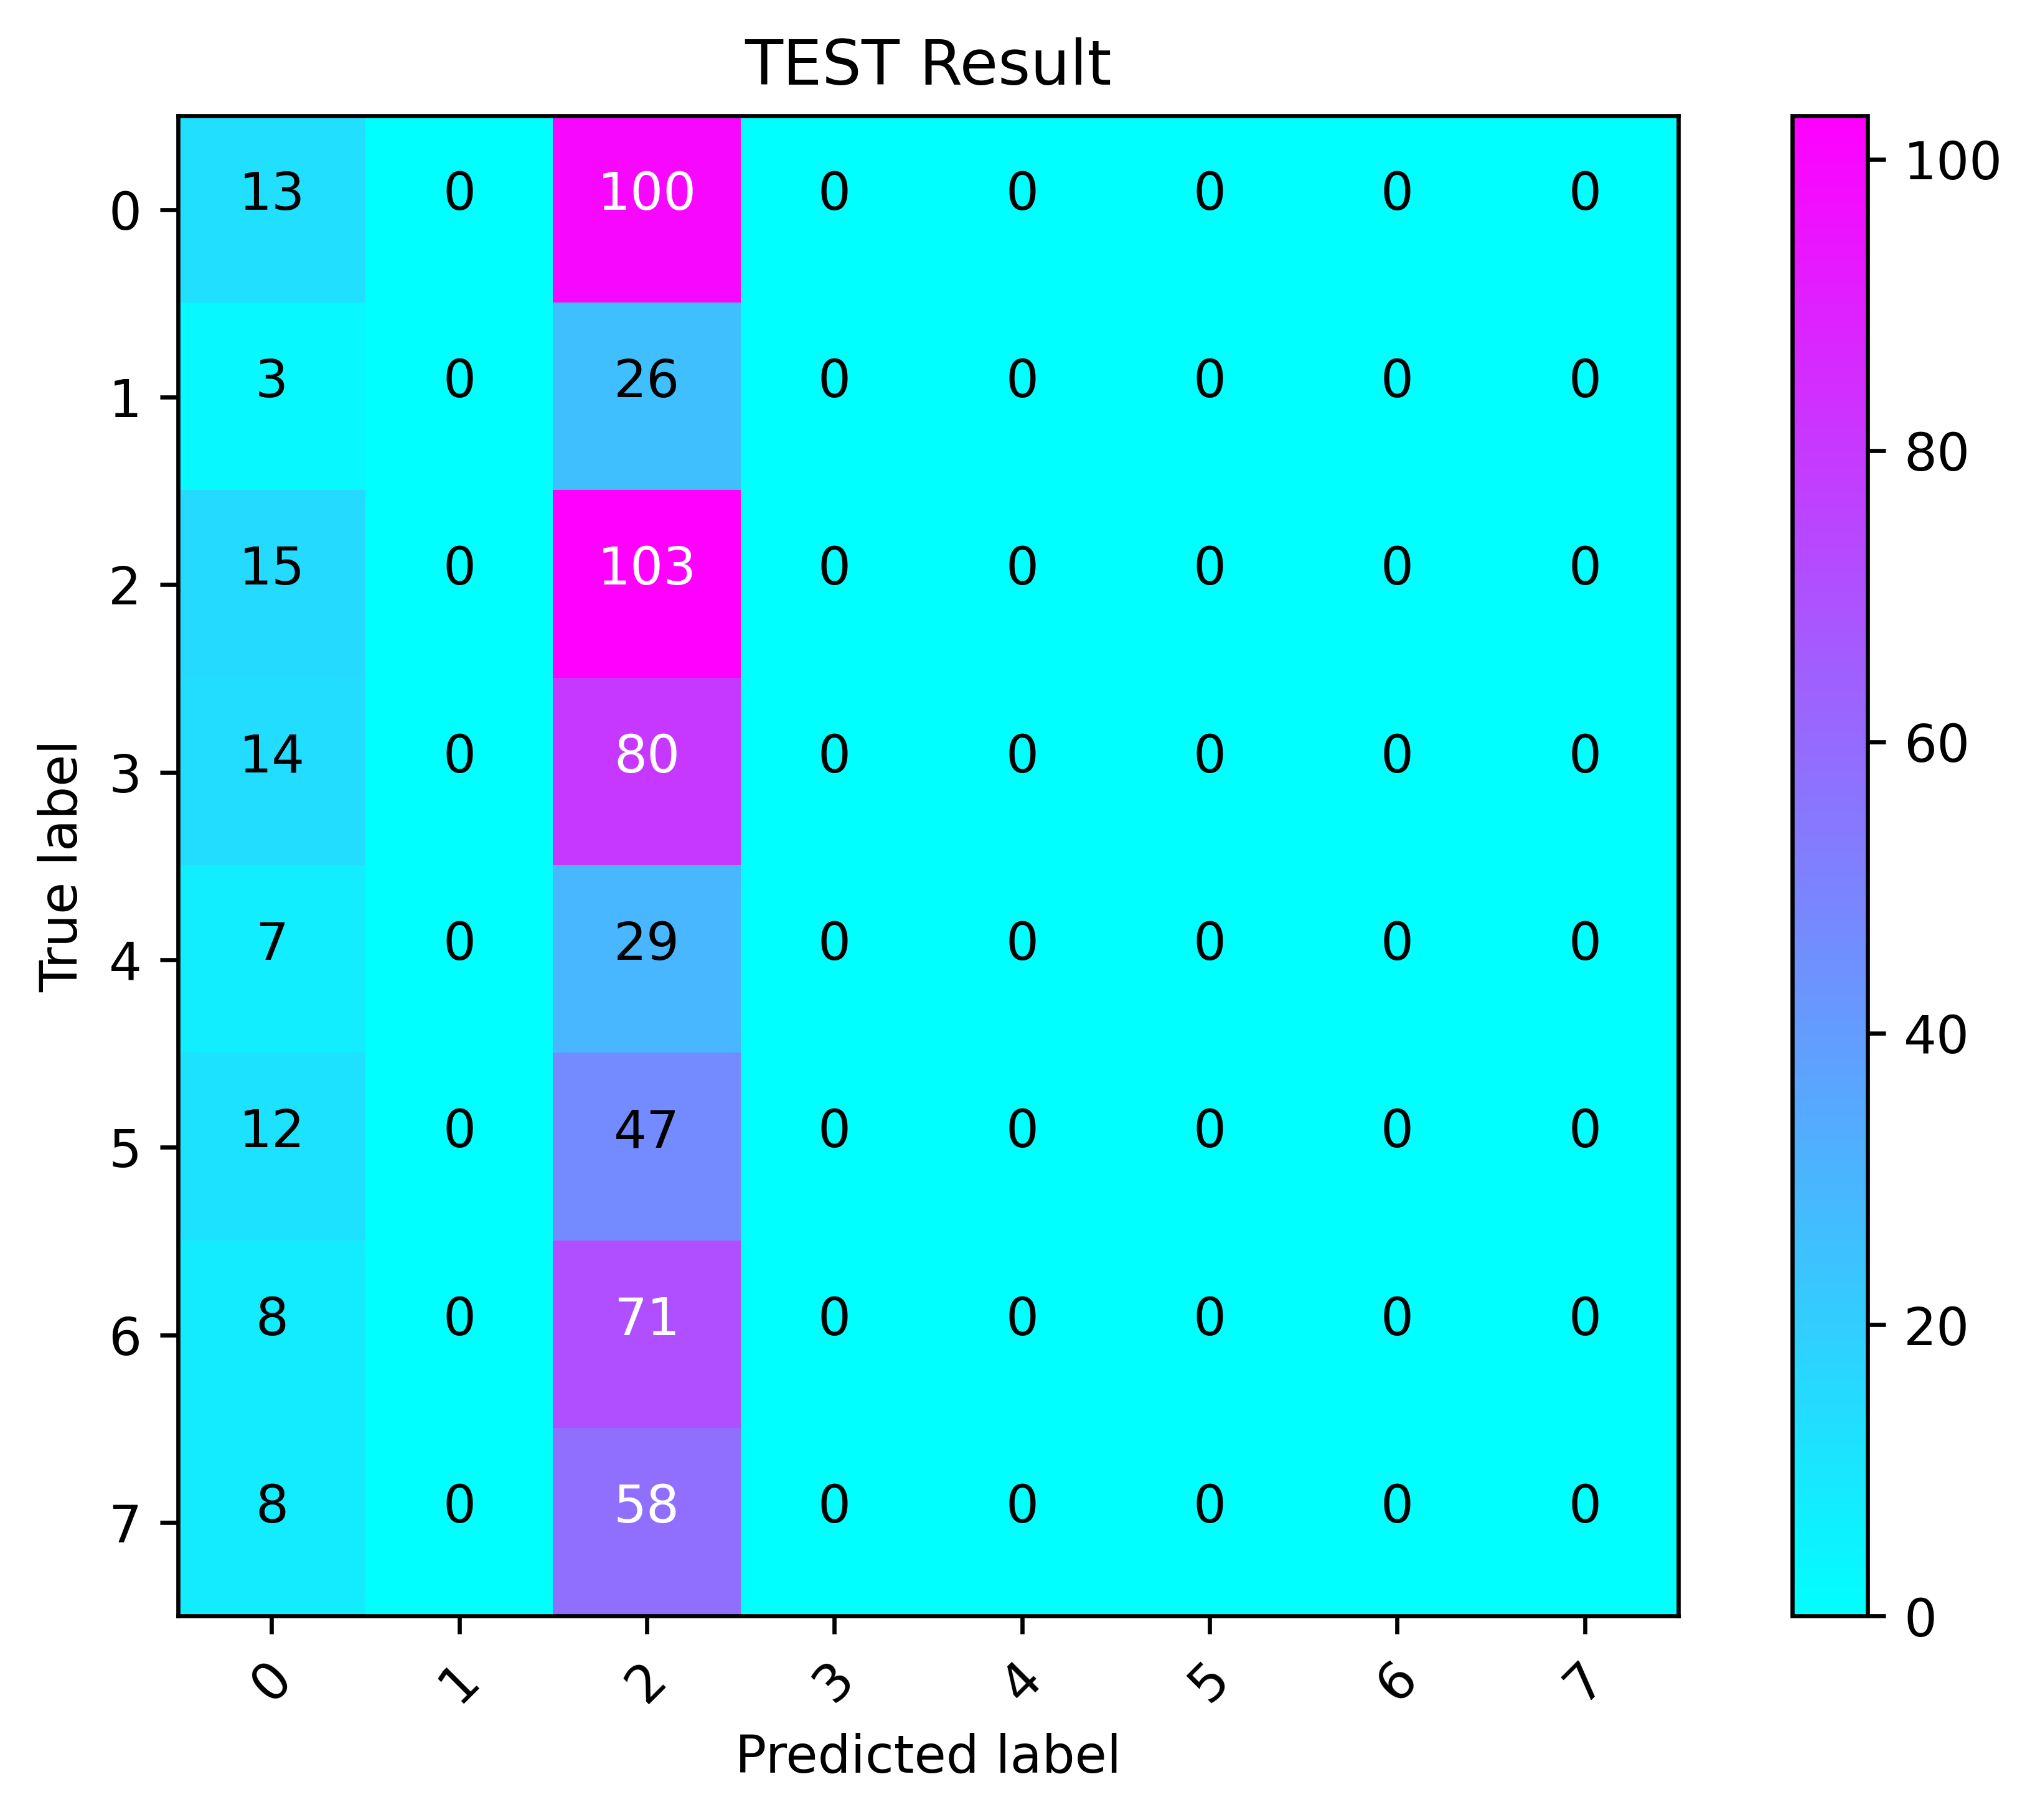 TEST Result
0 13 0 100 0 0 0 0 0
1 3 0 26 0 0 0 0 0
2 15 0 103 0 0 0 0 0
3 14 0 80 0 0 0 0 0
4 7 0 29 0 0 0 0 0
5 12 0 47 0 0 0 0 0
6 8 0 71 0 0 0 0 0
7 8 0 58 0 0 0 0 0
True label
0 1 2 3 4 5 6 7
Predicted label
100
80
60
40
20
0